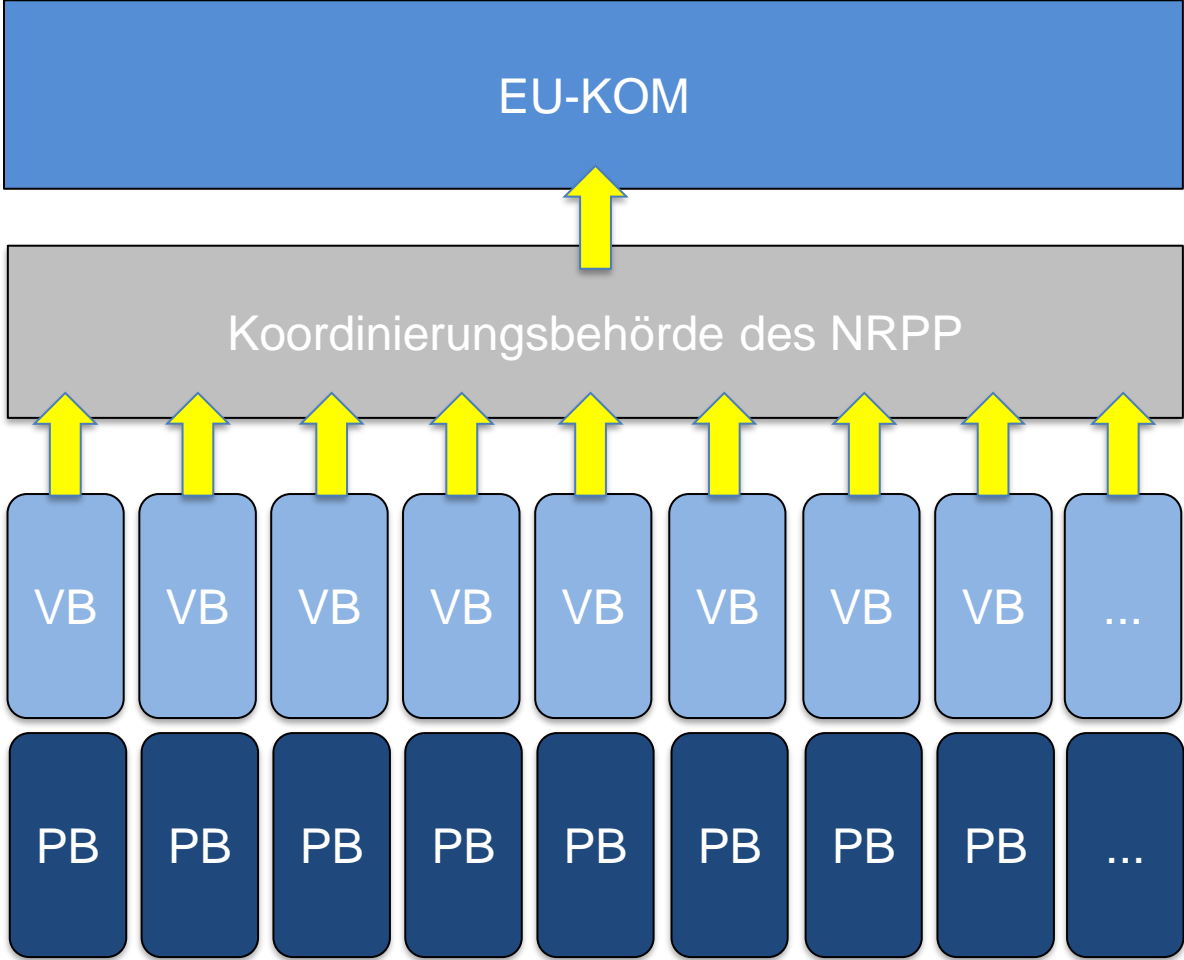 EU-KOM
Koordinierungsbehörde des NRPP
VB VB VB VB VB VB VB VB ...
PB PB PB PB PB PB PB PB ...